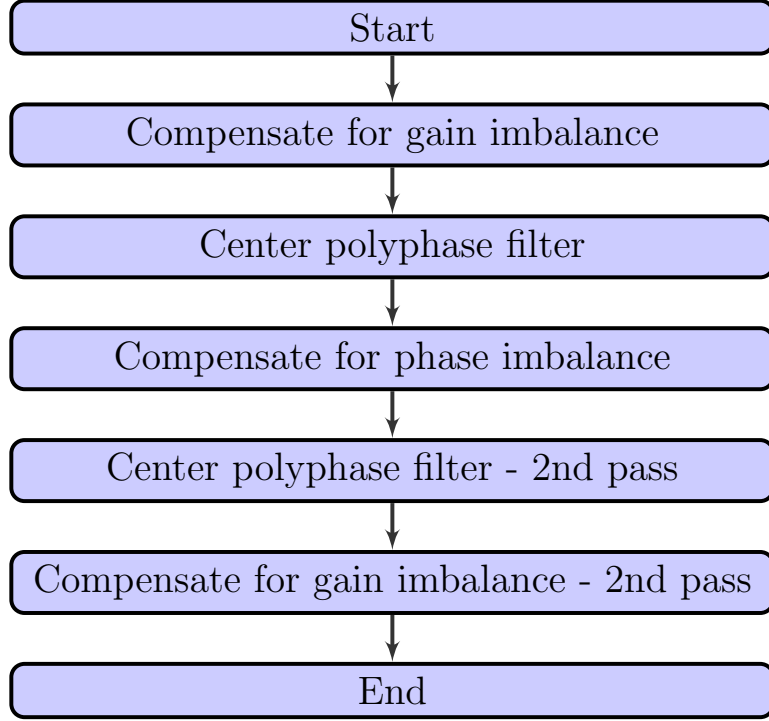 Start
Compensate for gain imbalance
Center polyphase filter
Compensate for phase imbalance
Center polyphase filter - 2nd pass
Compensate for gain imbalance - 2nd pass
End